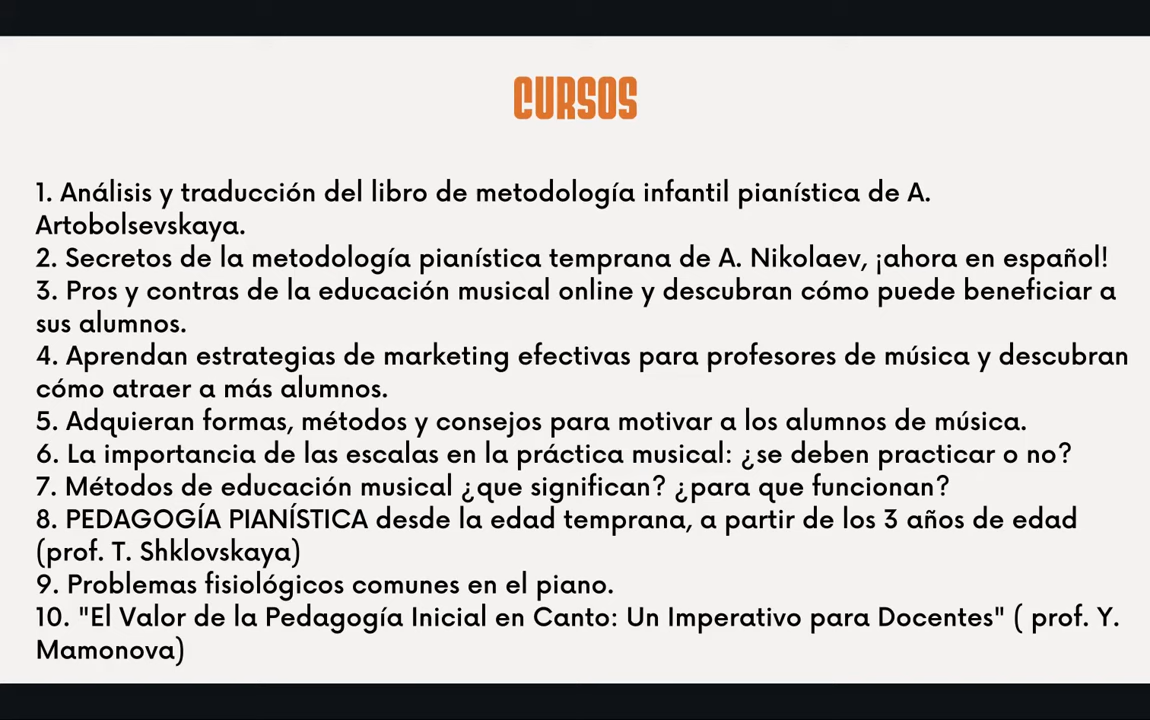 CURSOS
1. Análisis y traducción del libro de metodología infantil pianística de A.
Artobolsevskaya.
2. Secretos de la metodología pianística temprana de A. Nikolaev, ¡ahora en español!
3. Pros y contras de la educación musical online y descubran cómo puede beneficiar a
sus alumnos.
4. Aprendan estrategias de marketing efectivas para profesores de música y descubran
cómo atraer a más alumnos.
5. Adquieran formas, métodos y consejos para motivar a los alumnos de música.
6. La importancia de las escalas en la práctica musical: ¿se deben practicar o no?
7. Métodos de educación musical ¿que significan? ¿para que funcionan?
8. PEDAGOGÍA PIANÍSTICA desde la edad temprana, a partir de los 3 años de edad
(prof. T. Shklovskaya)
9. Problemas fisiológicos comunes en el piano.
10. "El Valor de la Pedagogía Inicial en Canto: Un Imperativo para Docentes" ( prof. Y.
Mamonova)